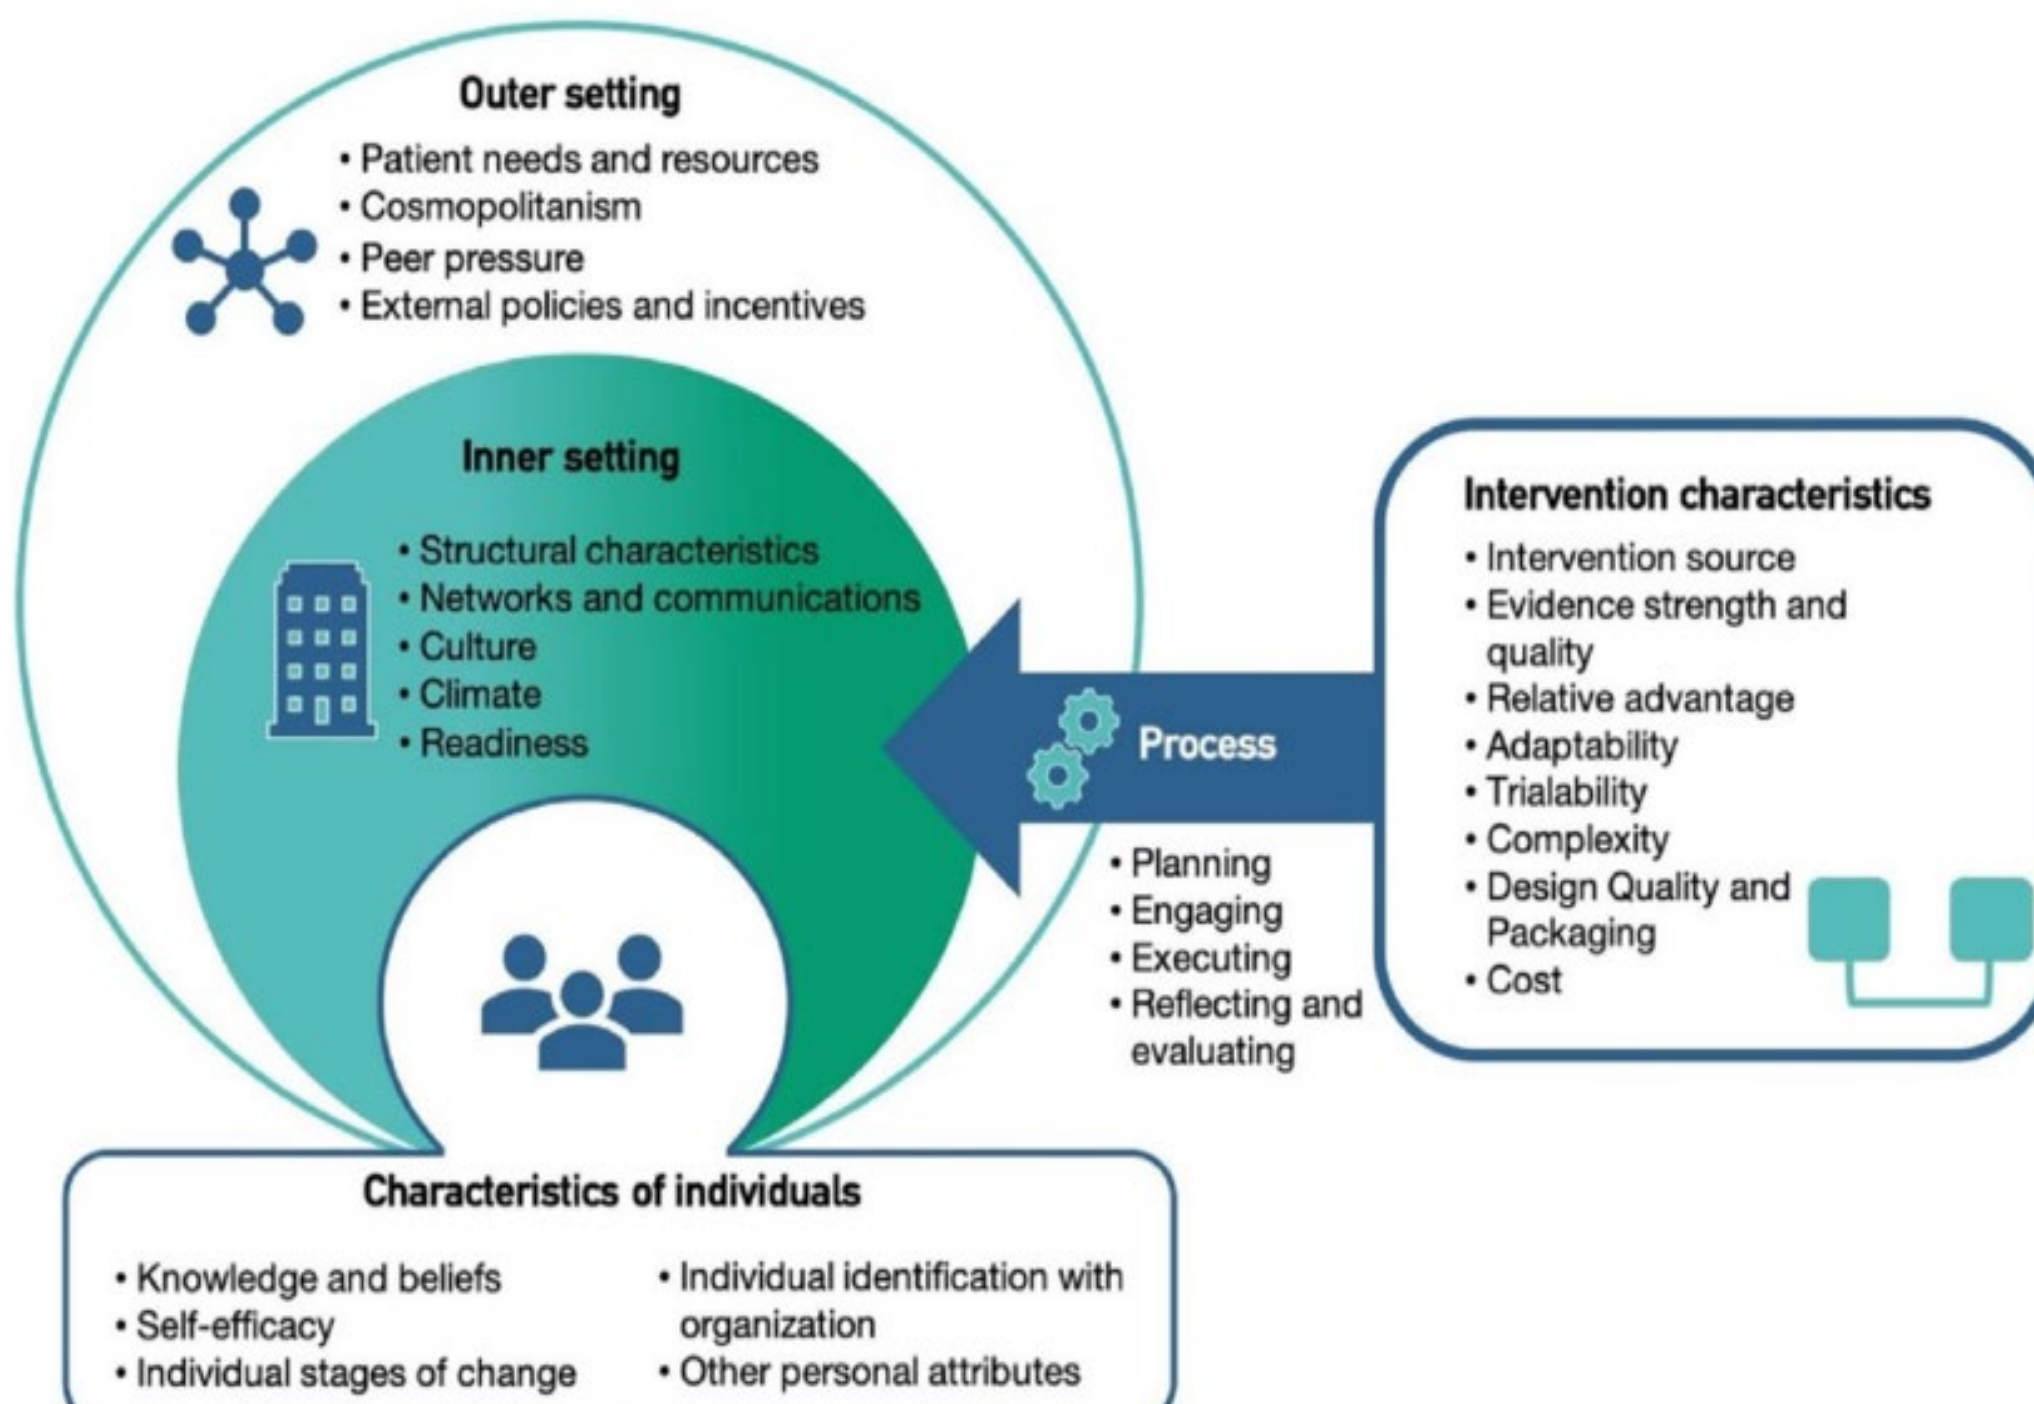 Outer setting
• Patient needs and resources
• Cosmopolitanism
• Peer pressure
• External policies and incentives
Inner setting
• Structural characteristics
• Networks and communications
• Culture
• Climate
• Readiness
Process
• Planning
• Engaging
• Executing
• Reflecting and
evaluating
Intervention characteristics
• Intervention source
• Evidence strength and
quality
• Relative advantage
• Adaptability
• Trialability
• Complexity
• Design Quality and
Packaging
• Cost
Characteristics of individuals
• Knowledge and beliefs
• Self-efficacy
• Individual stages of change
• Individual identification with
organization
• Other personal attributes